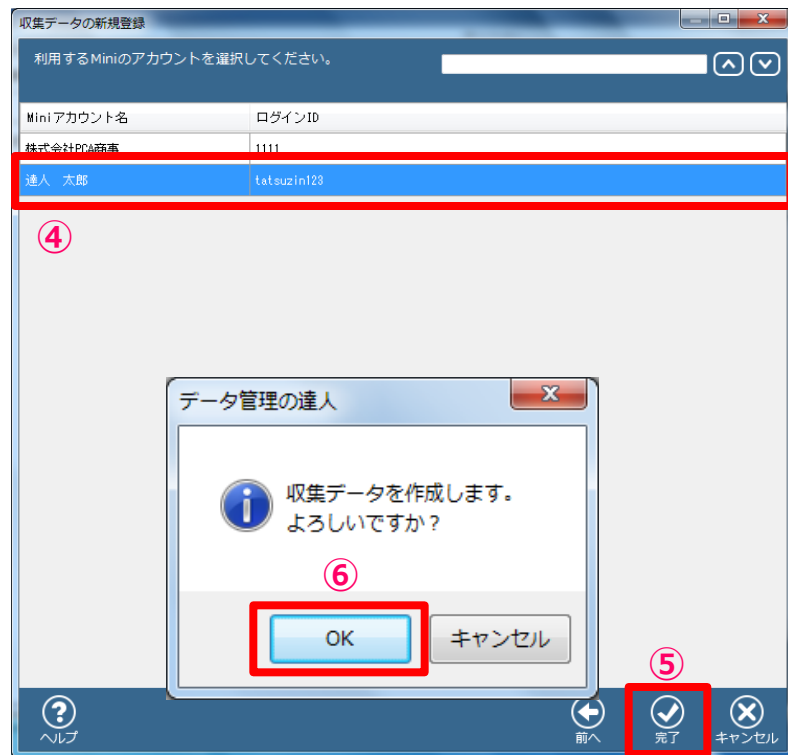 収集データの新規登録
利用するMiniのアカウントを選択してください。
Miniアカウント名 ログインID
株式会社PCA商事 1111
達人 太郎 tatsuzin123
④
データ管理の達人
収集データを作成します。
よろしいですか？
⑥
OK キャンセル
⑤
ヘルプ 前へ 完了 キャンセル